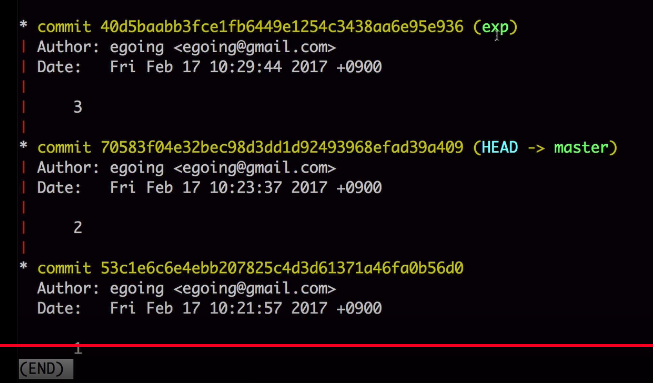 * commit 40d5baabb3fce1fb6449e1254c3438aa6e95e936 (exp)
| Author: egoing <egoing@gmail.com>
| Date:   Fri Feb 17 10:29:44 2017 +0900
|
|     3
|
* commit 70583f04e32bec98d3dd1d92493968efad39a409 (HEAD -> master)
| Author: egoing <egoing@gmail.com>
| Date:   Fri Feb 17 10:23:37 2017 +0900
|
|     2
|
* commit 53c1e6c6e4ebb207825c4d3d61371a46fa0b56d0
  Author: egoing <egoing@gmail.com>
  Date:   Fri Feb 17 10:21:57 2017 +0900

      1
(END)